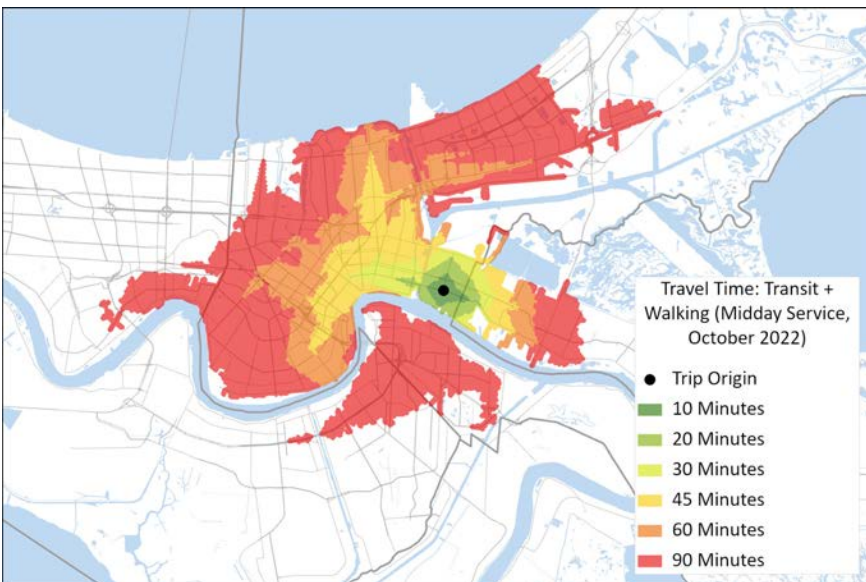 Travel Time: Transit +
Walking (Midday Service,
October 2022)
Trip Origin
10 Minutes
20 Minutes
30 Minutes
45 Minutes
60 Minutes
90 Minutes